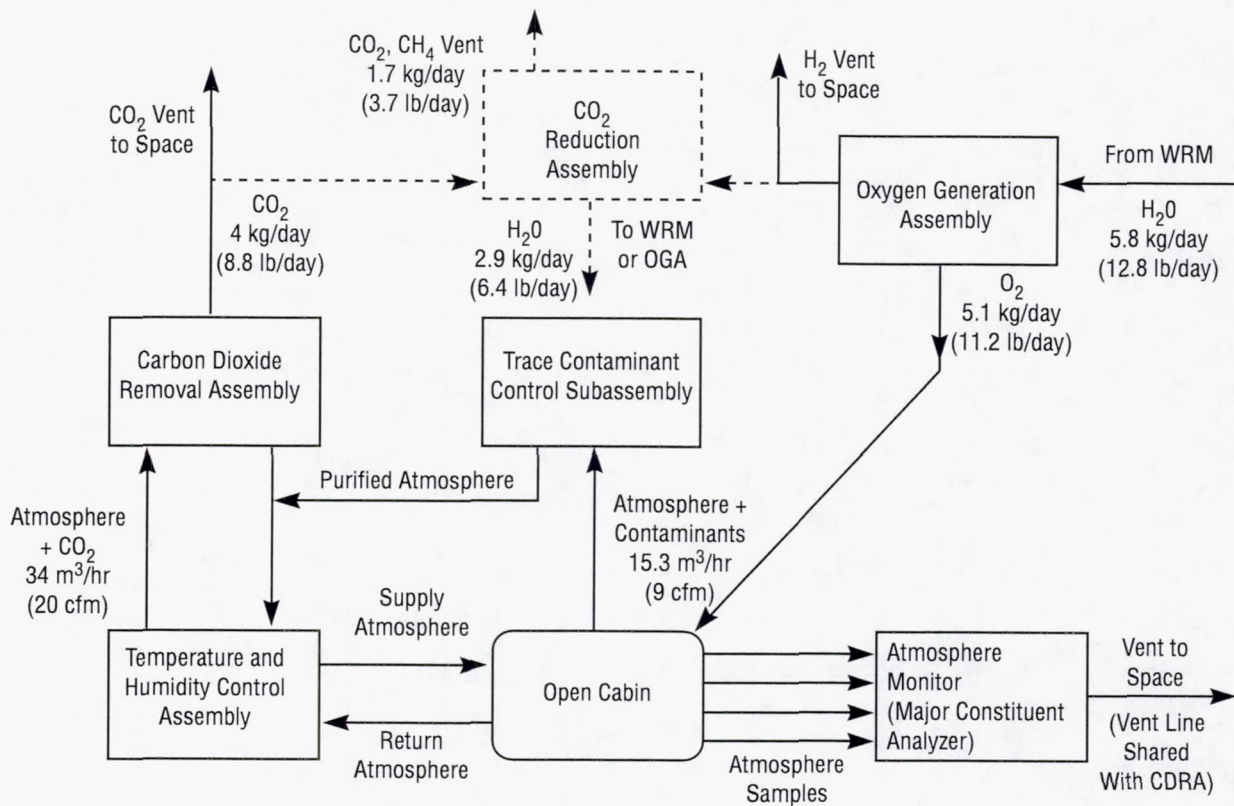 CO₂, CH₄ Vent
1.7 kg/day
(3.7 lb/day)
H₂ Vent
to Space
CO₂ Vent
to Space
CO₂
Reduction
Assembly
From WRM
Oxygen Generation
Assembly
CO₂
4 kg/day
(8.8 lb/day)
H₂0
2.9 kg/day
(6.4 lb/day)
To WRM
or OGA
H₂0
5.8 kg/day
(12.8 lb/day)
O₂
5.1 kg/day
(11.2 lb/day)
Carbon Dioxide
Removal Assembly
Trace Contaminant
Control Subassembly
Purified Atmosphere
Atmosphere
+ CO₂
34 m³/hr
(20 cfm)
Atmosphere +
Contaminants
15.3 m³/hr
(9 cfm)
Supply
Atmosphere
Temperature and
Humidity Control
Assembly
Open Cabin
Return
Atmosphere
Atmosphere
Monitor
(Major Constituent
Analyzer)
Atmosphere
Samples
Vent to
Space
(Vent Line
Shared
With CDRA)